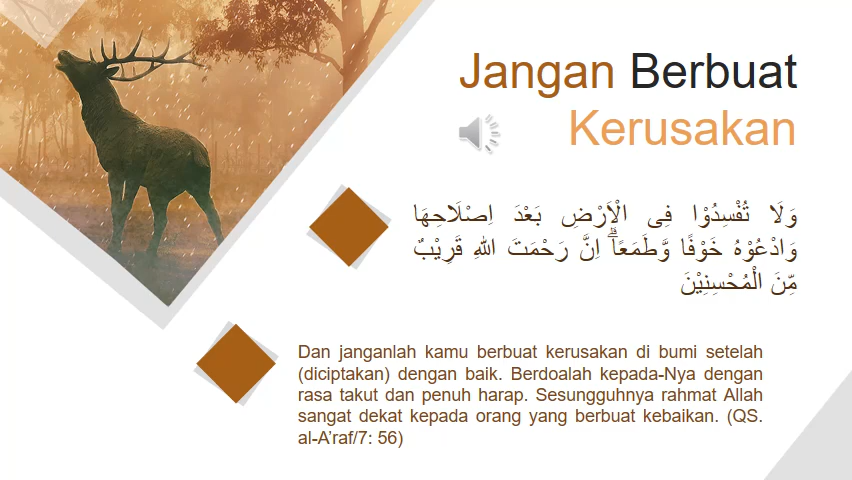 Jangan Berbuat
Kerusakan
وَلَا تُفْسِدُوْا فِى الْاَرْضِ بَعْدَ اِصْلَاحِهَا
وَادْعُوْهُ خَوْفًا وَّطَمَعًاۗ اِنَّ رَحْمَتَ اللّٰهِ قَرِيْبٌ
مِّنَ الْمُحْسِنِيْنَ
Dan janganlah kamu berbuat kerusakan di bumi setelah
(diciptakan) dengan baik. Berdoalah kepada-Nya dengan
rasa takut dan penuh harap. Sesungguhnya rahmat Allah
sangat dekat kepada orang yang berbuat kebaikan. (QS.
al-A’raf/7: 56)